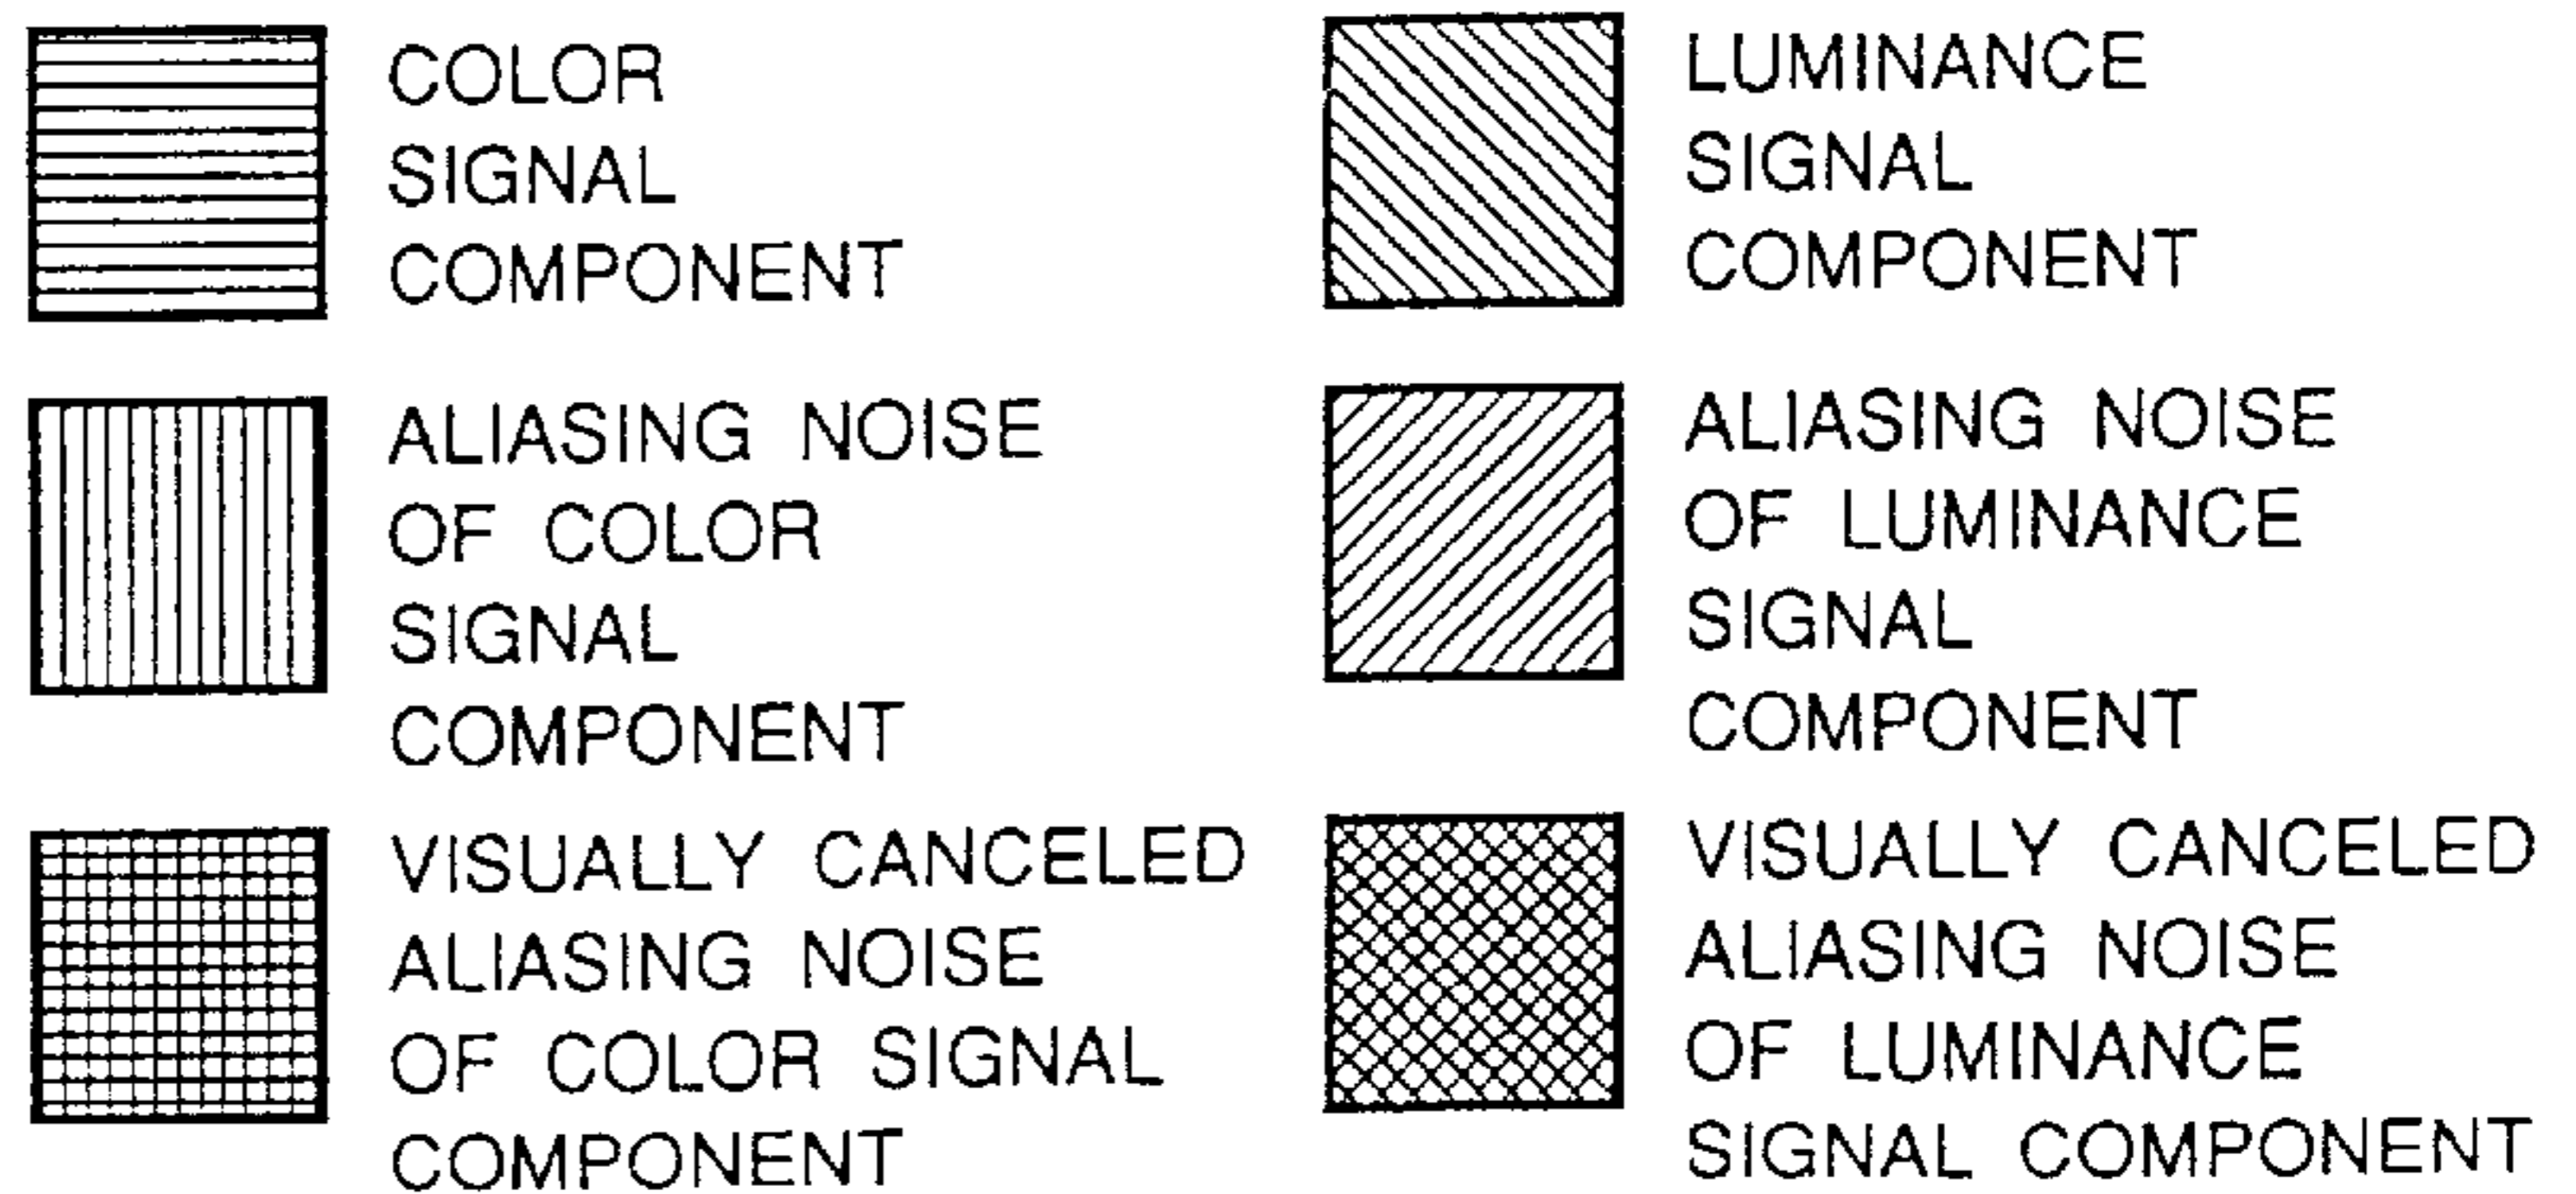 COLOR
SIGNAL
COMPONENT
LUMINANCE
SIGNAL
COMPONENT
ALIASING NOISE
OF COLOR
SIGNAL
COMPONENT
ALIASING NOISE
OF LUMINANCE
SIGNAL
COMPONENT
VISUALLY CANCELED
ALIASING NOISE
OF COLOR SIGNAL
COMPONENT
VISUALLY CANCELED
ALIASING NOISE
OF LUMINANCE
SIGNAL COMPONENT